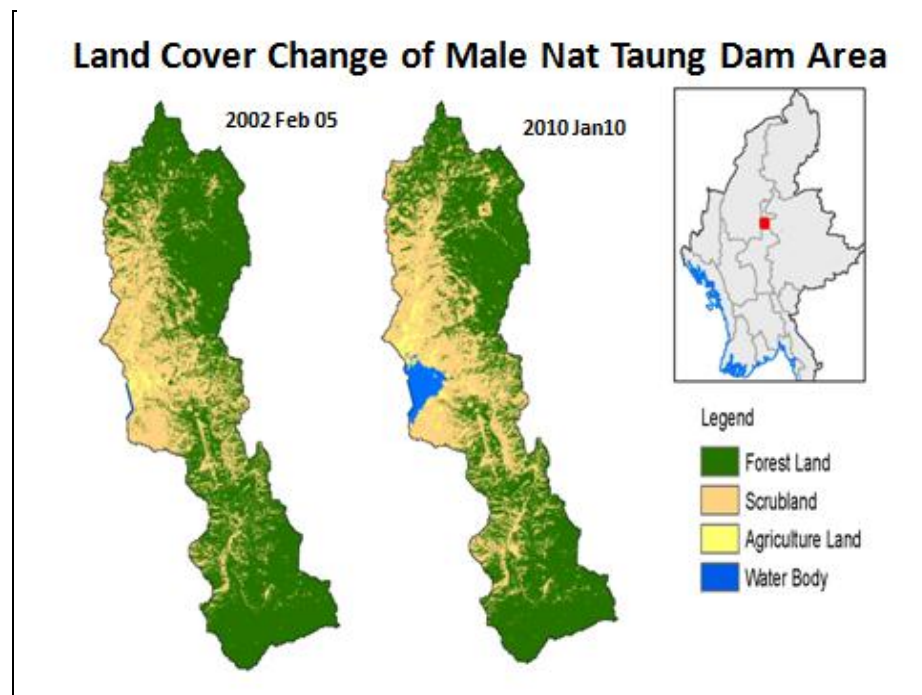 Land Cover Change of Male Nat Taung Dam Area
2002 Feb 05
2010 Jan10
Legend
Forest Land
Scrubland
Agriculture Land
Water Body